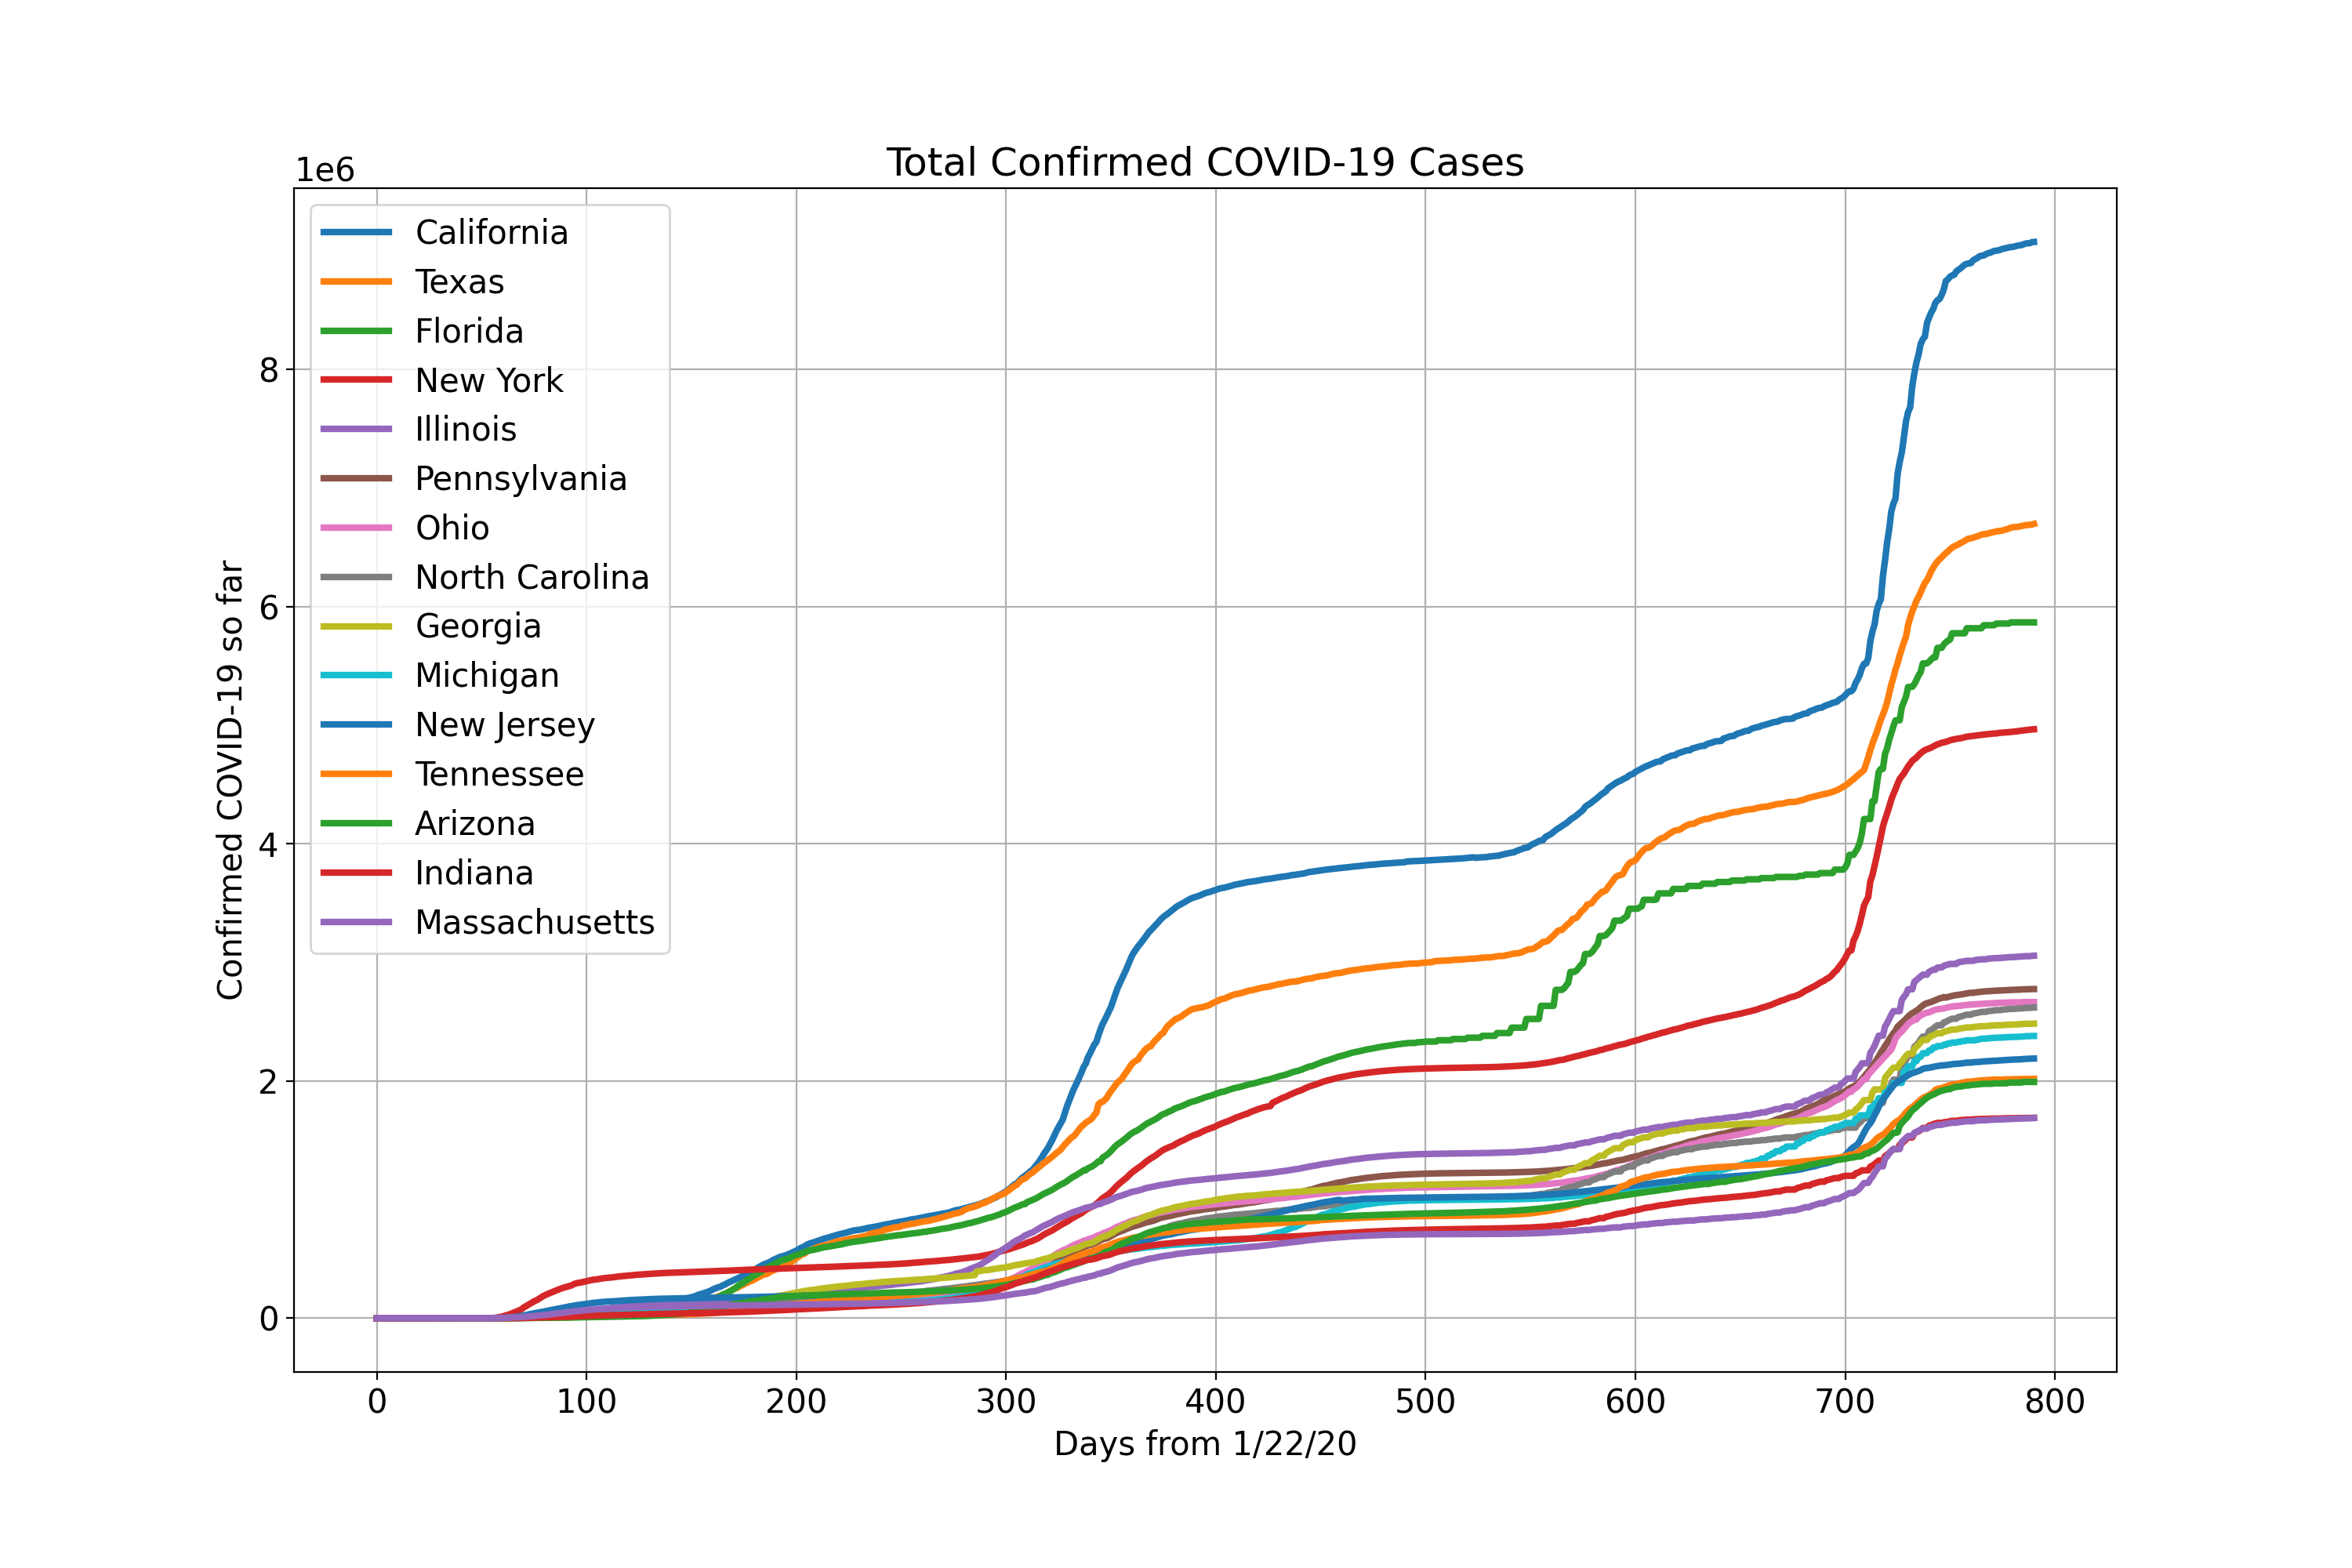 Total Confirmed COVID-19 Cases
1e6
California
Texas
Florida
New York
Illinois
Pennsylvania
Ohio
North Carolina
Georgia
Michigan
New Jersey
Tennessee
Arizona
Indiana
Massachusetts
8
6
4
2
0
Confirmed COVID-19 so far
0 100 200 300 400 500 600 700 800
Days from 1/22/20